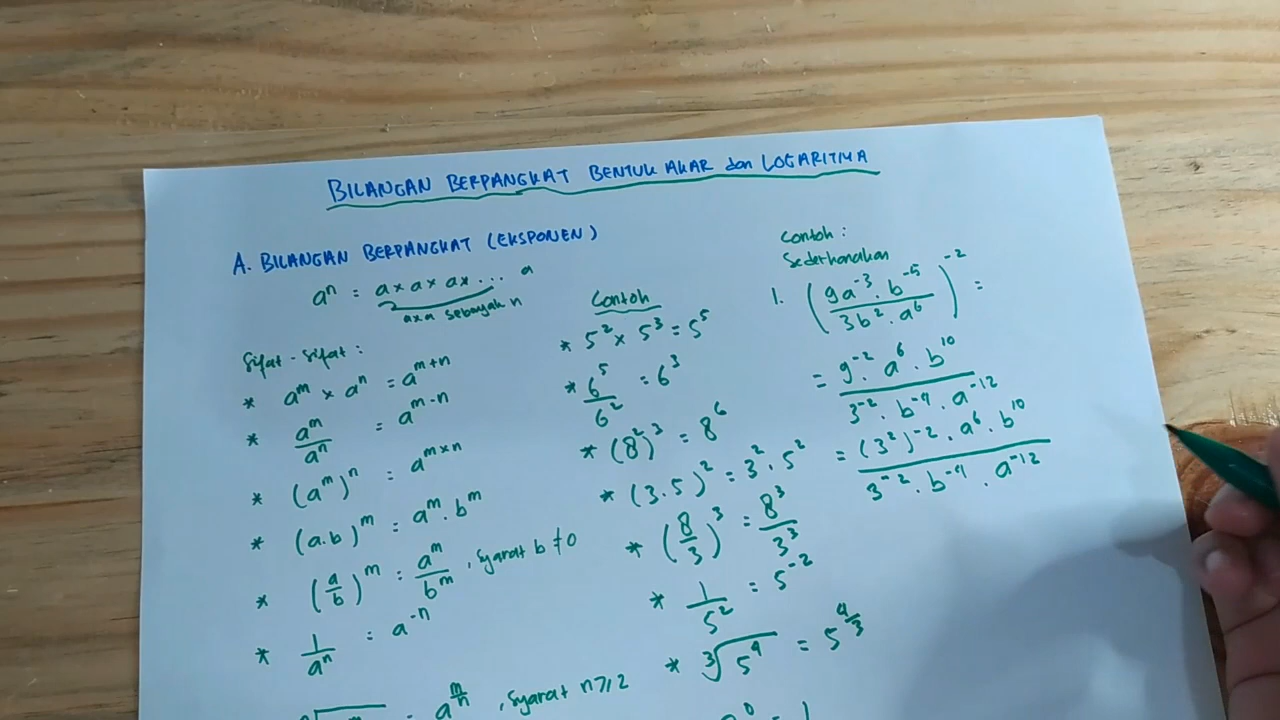 BILANGAN BERPANGKAT BENTUK AKAR dan LOGARITMA
A. BILANGAN BERPANGKAT (EKSPONEN)
aⁿ = a × a × a × ... a
axa sebanyak n
Sifat - Sifat :
* aᵐ × aⁿ = aᵐ⁺ⁿ
* aᵐ/aⁿ = aᵐ⁻ⁿ
* (aᵐ)ⁿ = aᵐˣⁿ
* (a.b)ᵐ = aᵐ . bᵐ
* (a/b)ᵐ = aᵐ/bᵐ , Syarat b ≠ 0
* 1/aⁿ = a⁻ⁿ
= a^(m/n) , Syarat n ≥ 2
Contoh
* 5² × 5³ = 5⁵
* 6⁵/6² = 6³
* (8²)³ = 8⁶
* (3.5)² = 3² . 5²
* (8/3)³ = 8³/3³
* 1/5² = 5⁻²
* ³√5⁴ = 5^(4/3)
⁰ = 1
Contoh :
Sederhanakan
1. (9a⁻³ . b⁻⁵ / 3b² . a⁶)⁻² =
= 9⁻² . a⁶ . b¹⁰ / 3⁻² . b⁻⁴ . a⁻¹²
= (3²)⁻² . a⁶ . b¹⁰ / 3⁻² . b⁻⁴ . a⁻¹²